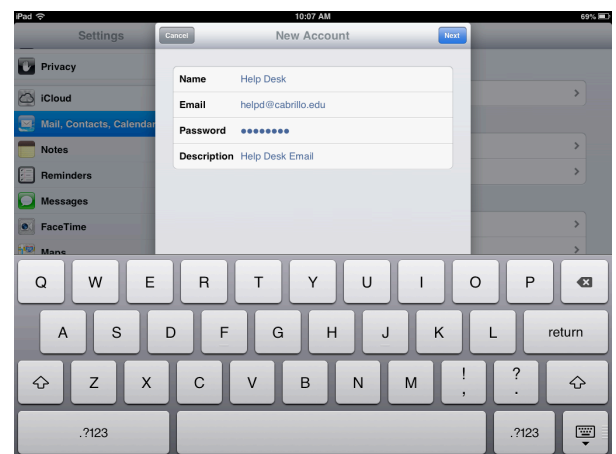 iPad 10:07 AM 69%
Settings
Cancel New Account Next
Privacy
iCloud
Mail, Contacts, Calendar
Notes
Reminders
Messages
FaceTime
Maps
Name Help Desk
Email helpd@cabrillo.edu
Password ••••••••
Description Help Desk Email
Q W E R T Y U I O P
A S D F G H J K L return
Z X C V B N M ! , ? .
.?123 .?123